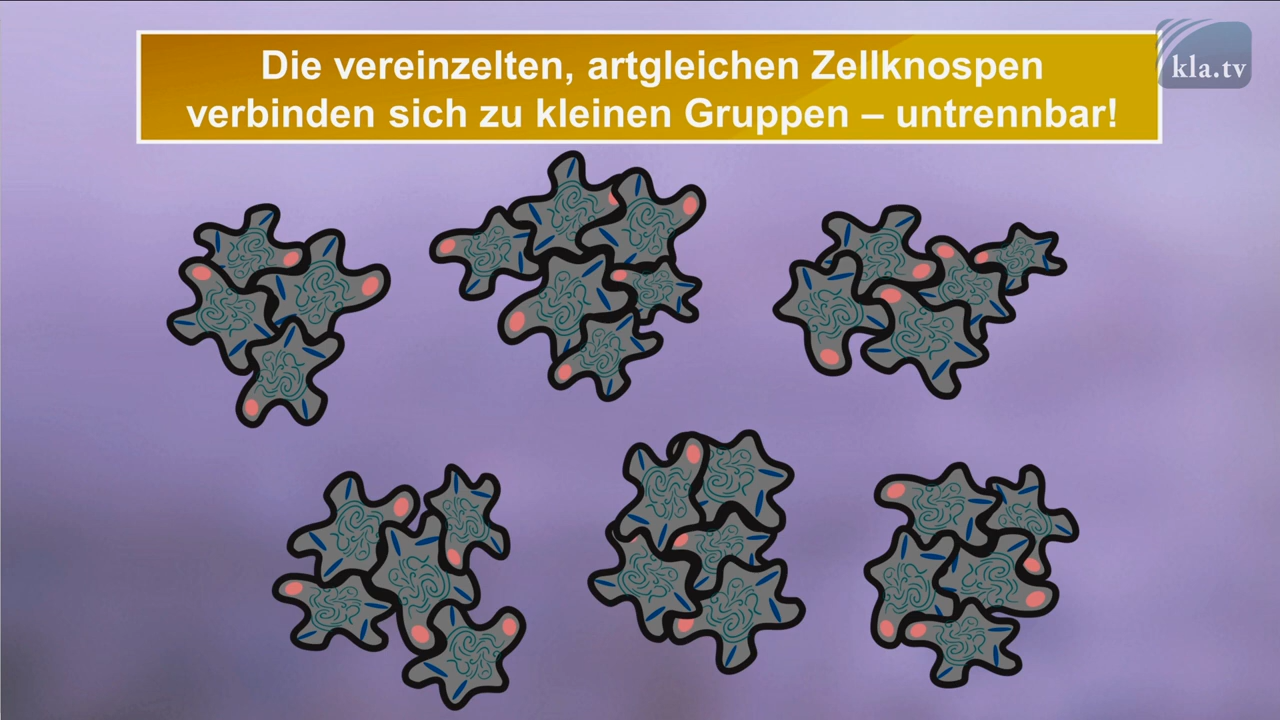 Die vereinzelten, artgleichen Zellknospen
verbinden sich zu kleinen Gruppen – untrennbar!
kla.tv